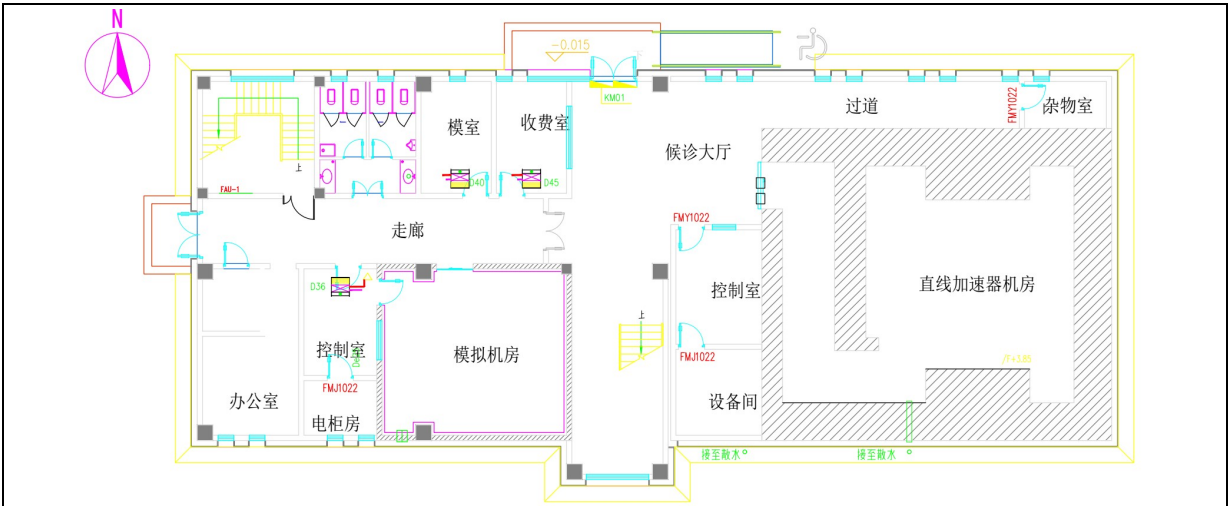 N
-0.015
KM01
FMY1022
过道
杂物室
模室
收费室
候诊大厅
上
FAU-1
D40
D45
FMY1022
走廊
D36
控制室
直线加速器机房
上
控制室
模拟机房
FMJ1022
FMJ1022
办公室
电柜房
设备间
接至散水
接至散水